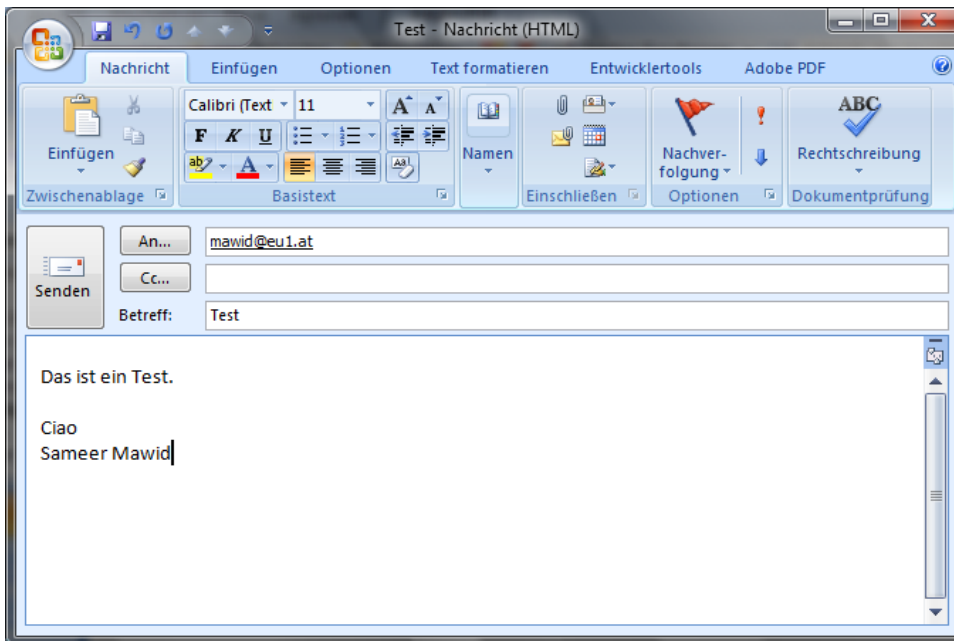 Test - Nachricht (HTML)
Nachricht Einfügen Optionen Text formatieren Entwicklertools Adobe PDF
Calibri (Text 11 A A ABC
F K U
Einfügen Namen Nachver- Rechtschreibung
folgung
ab A Aa
Zwischenablage Basistext Einschließen Optionen Dokumentprüfung
An... mawid@eu1.at
Cc...
Senden
Betreff: Test
Das ist ein Test.
Ciao
Sameer Mawid